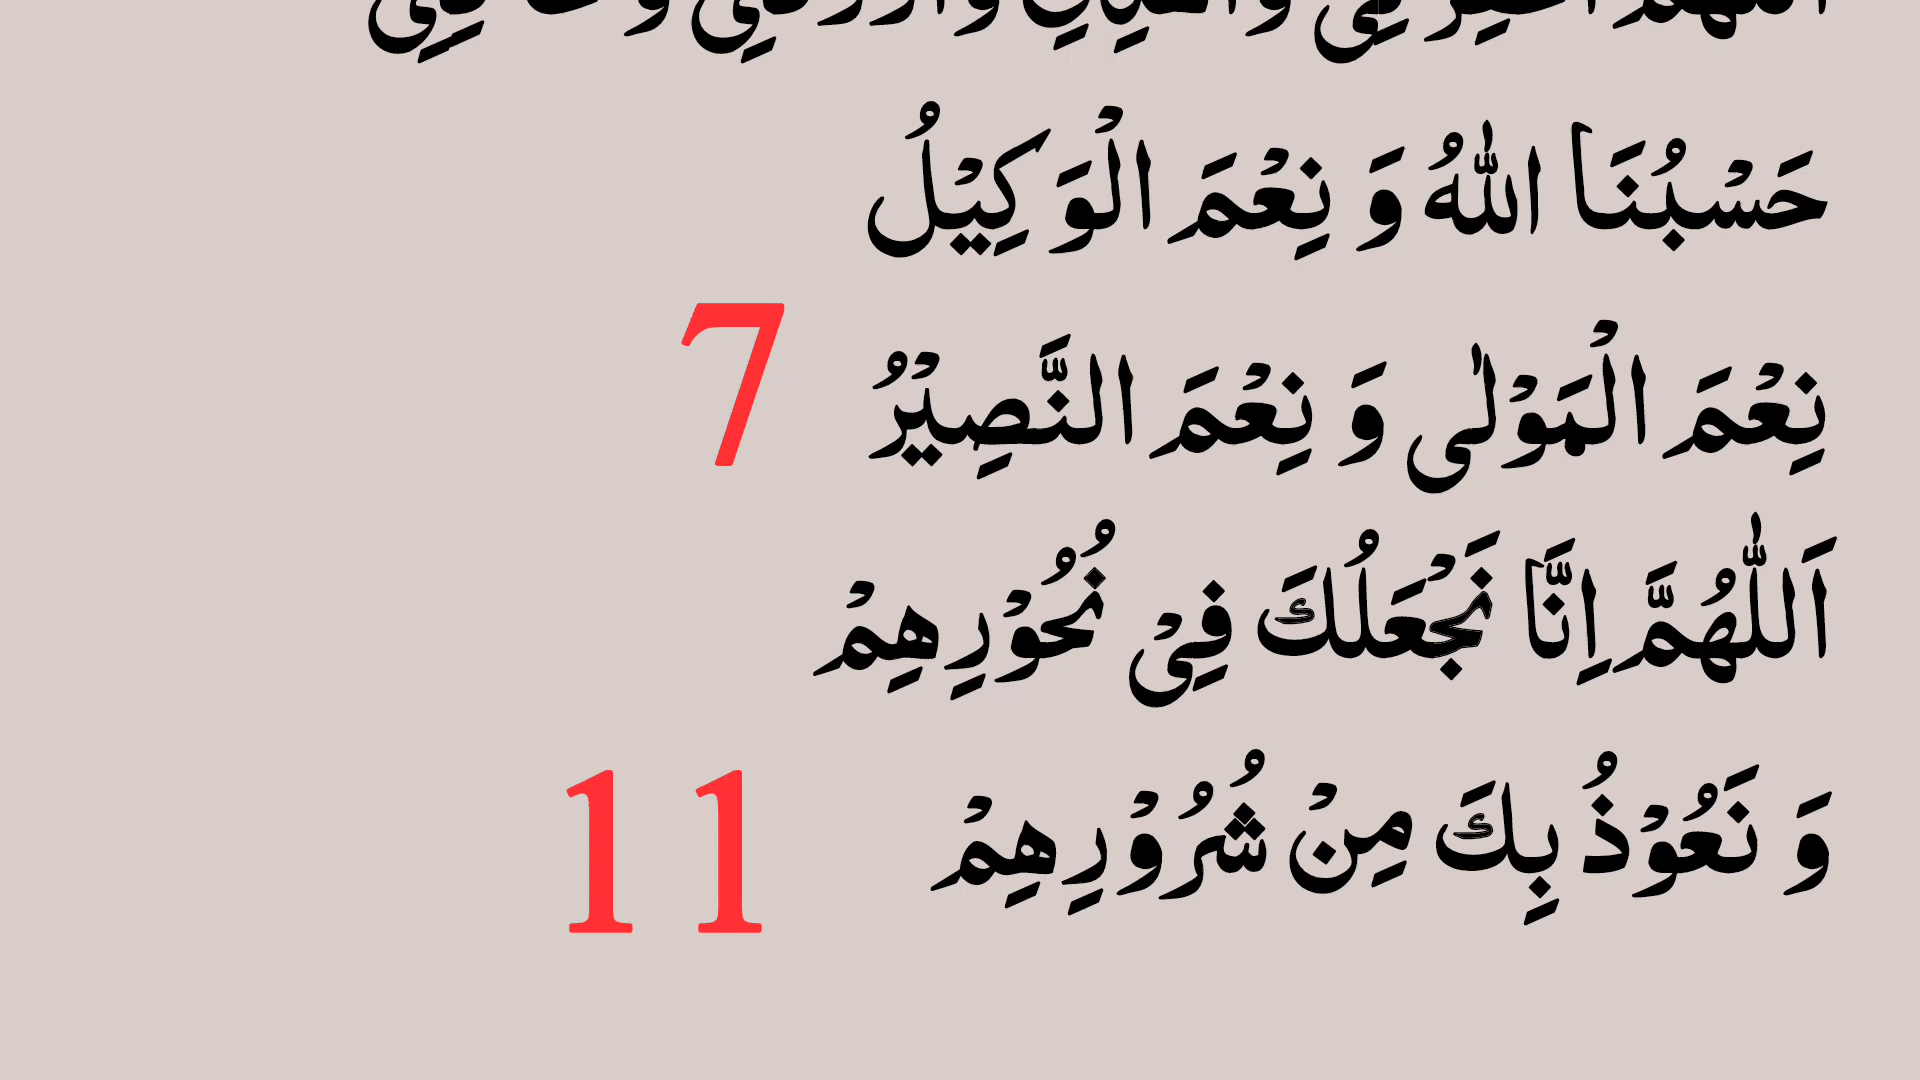 حَسْبُنَا اللّٰهُ وَ نِعْمَ الْوَكِيْلُ
نِعْمَ الْمَوْلٰى وَ نِعْمَ النَّصِيْرُ 7
اَللّٰهُمَّ اِنَّا نَجْعَلُكَ فِيْ نُحُوْرِهِمْ
وَ نَعُوْذُ بِكَ مِنْ شُرُوْرِهِمْ 11